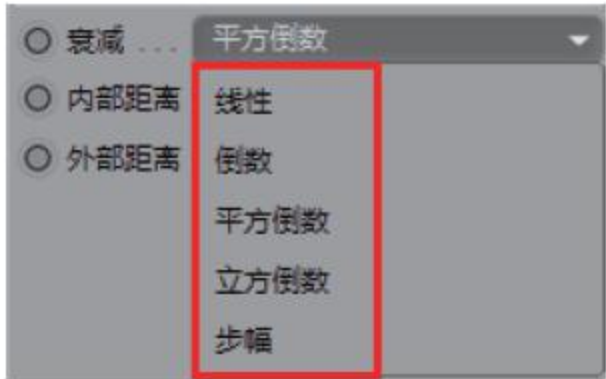 衰减 . . . 平方倒数
内部距离 线性
外部距离 倒数
平方倒数
立方倒数
步幅